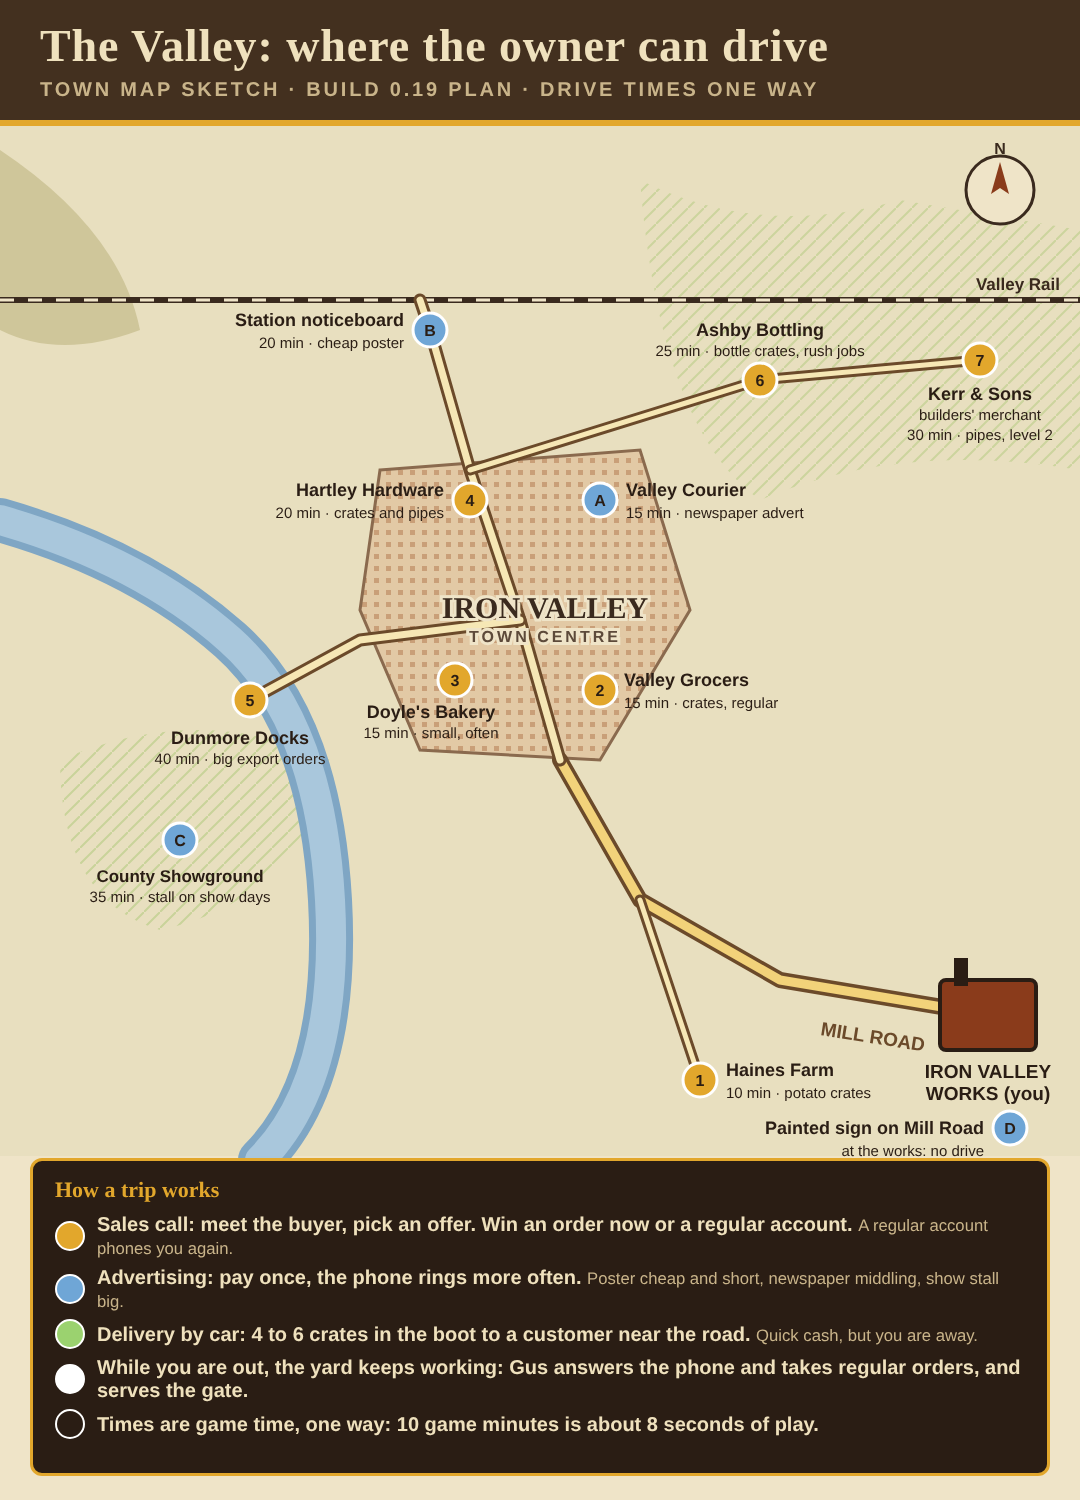 The Valley: where the owner can drive
TOWN MAP SKETCH · BUILD 0.19 PLAN · DRIVE TIMES ONE WAY
N
Valley Rail
Station noticeboard
20 min · cheap poster
B
Ashby Bottling
25 min · bottle crates, rush jobs
6
7
Kerr & Sons
builders' merchant
30 min · pipes, level 2
Hartley Hardware
20 min · crates and pipes
4
A
Valley Courier
15 min · newspaper advert
IRON VALLEY
TOWN CENTRE
5
Dunmore Docks
40 min · big export orders
3
Doyle's Bakery
15 min · small, often
2
Valley Grocers
15 min · crates, regular
C
County Showground
35 min · stall on show days
MILL ROAD
1
Haines Farm
10 min · potato crates
IRON VALLEY
WORKS (you)
Painted sign on Mill Road
at the works: no drive
D
How a trip works
Sales call: meet the buyer, pick an offer. Win an order now or a regular account. A regular account
phones you again.
Advertising: pay once, the phone rings more often. Poster cheap and short, newspaper middling, show stall
big.
Delivery by car: 4 to 6 crates in the boot to a customer near the road. Quick cash, but you are away.
While you are out, the yard keeps working: Gus answers the phone and takes regular orders, and
serves the gate.
Times are game time, one way: 10 game minutes is about 8 seconds of play.